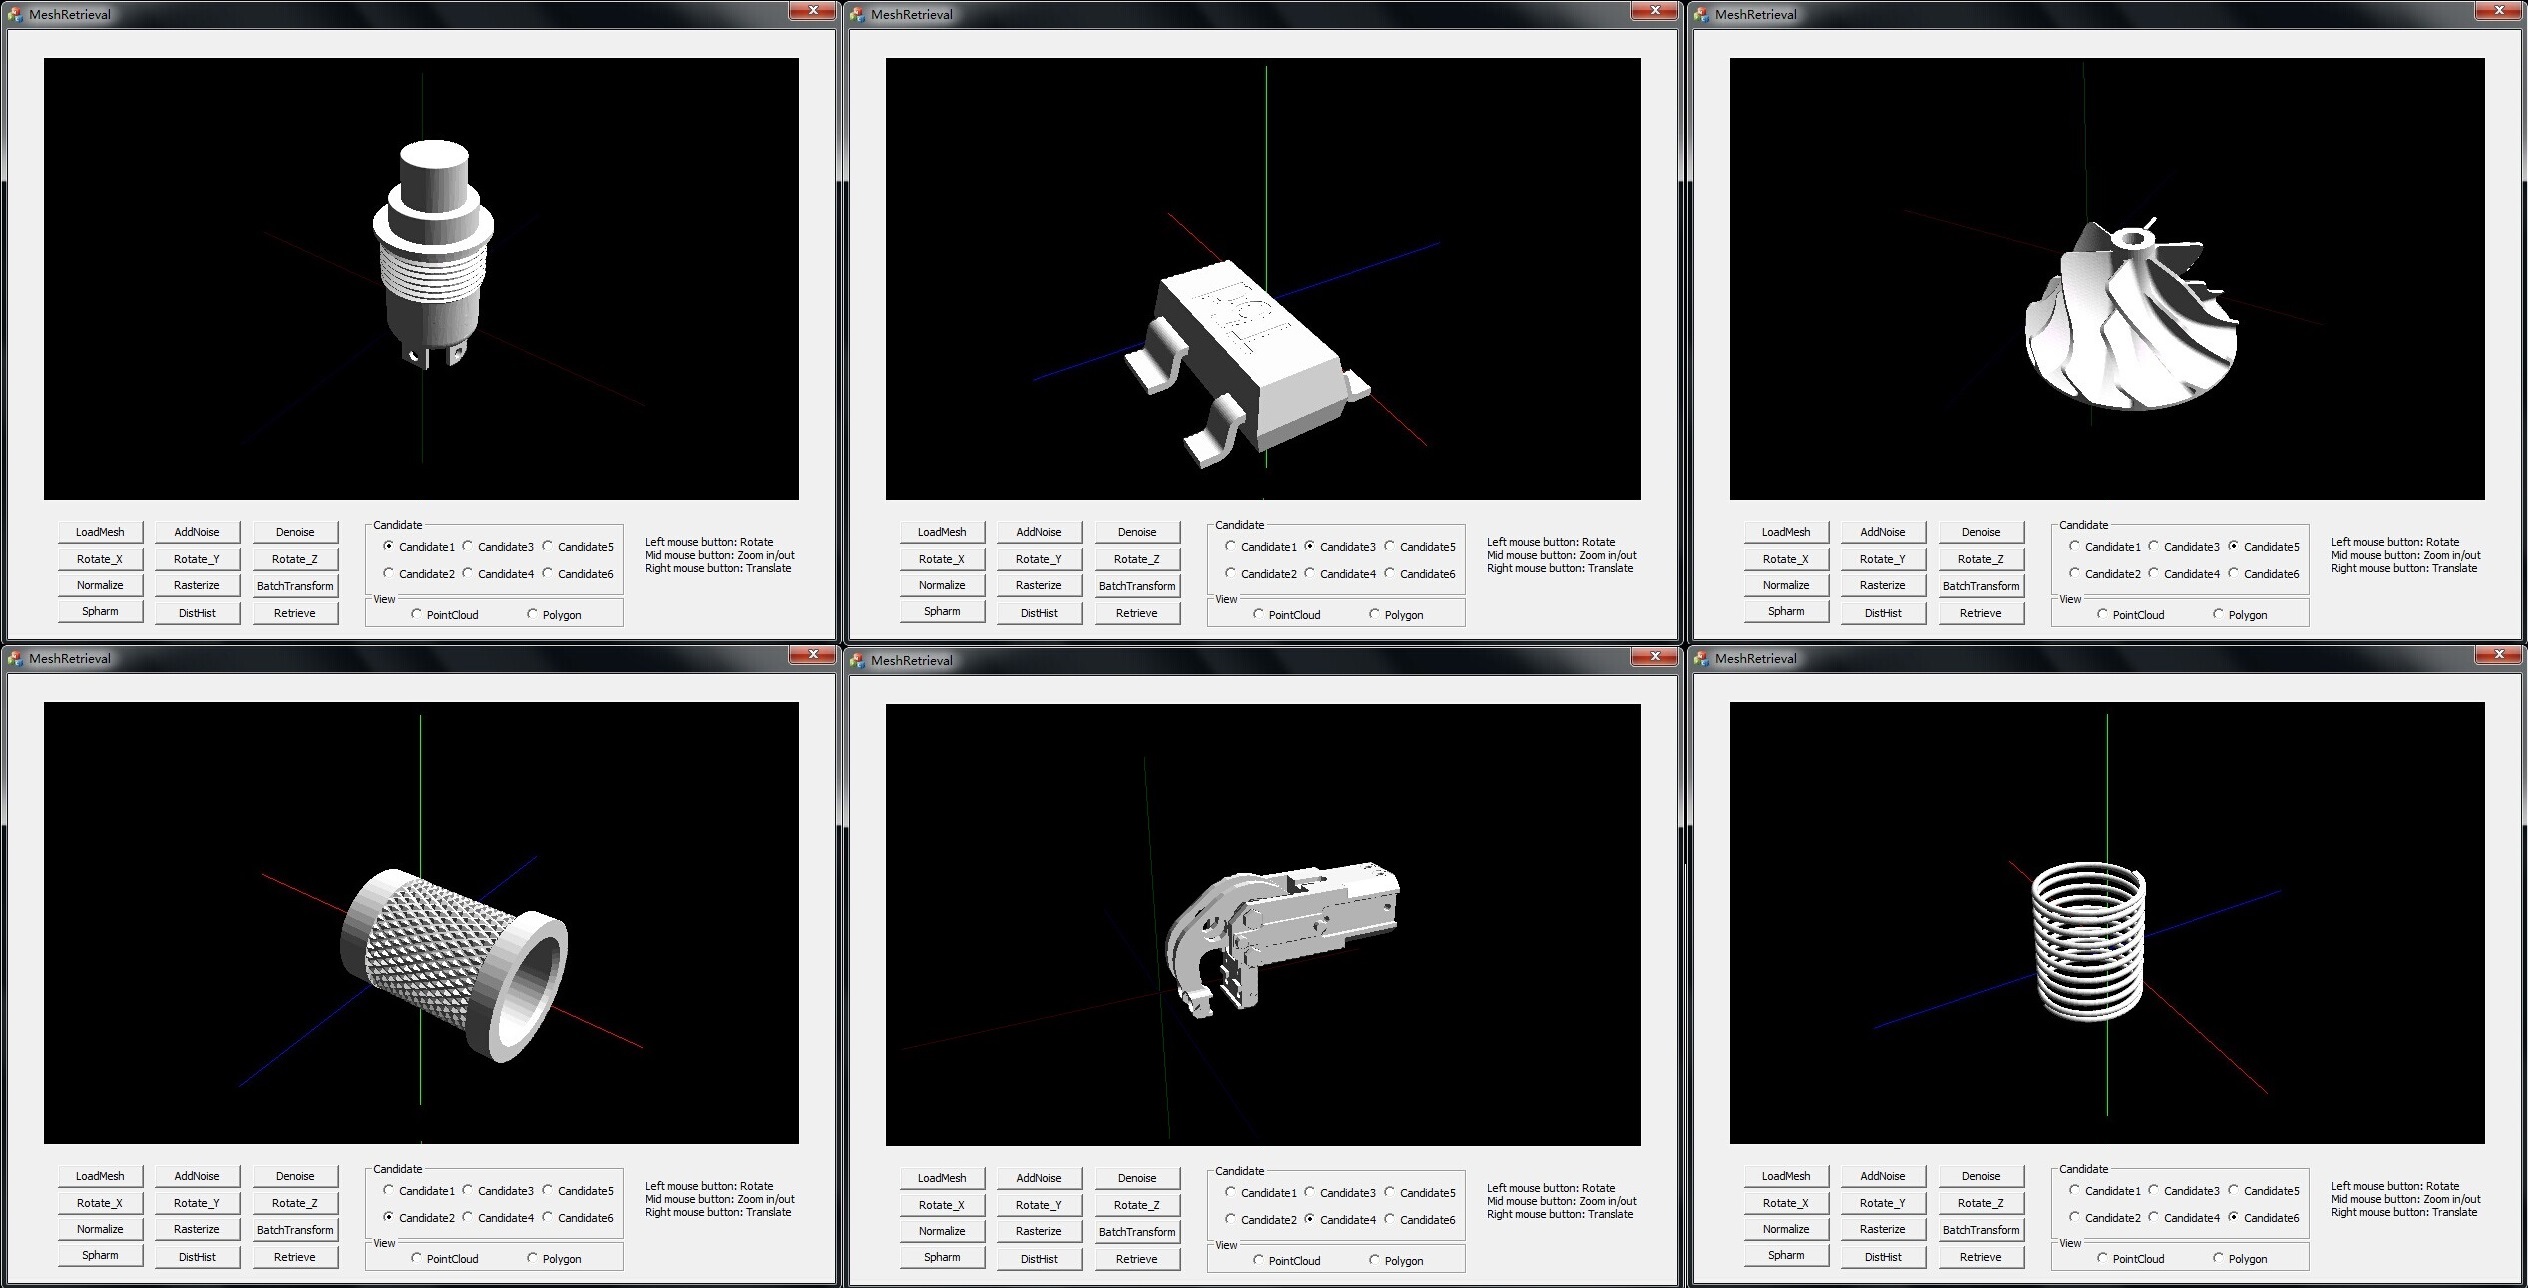 MeshRetrieval
LoadMesh AddNoise Denoise
Rotate_X Rotate_Y Rotate_Z
Normalize Rasterize BatchTransform
Spharm DistHist Retrieve
Candidate
Candidate1 Candidate3 Candidate5
Candidate2 Candidate4 Candidate6
View
PointCloud Polygon
Left mouse button: Rotate
Mid mouse button: Zoom in/out
Right mouse button: Translate
MeshRetrieval
LoadMesh AddNoise Denoise
Rotate_X Rotate_Y Rotate_Z
Normalize Rasterize BatchTransform
Spharm DistHist Retrieve
Candidate
Candidate1 Candidate3 Candidate5
Candidate2 Candidate4 Candidate6
View
PointCloud Polygon
Left mouse button: Rotate
Mid mouse button: Zoom in/out
Right mouse button: Translate
MeshRetrieval
LoadMesh AddNoise Denoise
Rotate_X Rotate_Y Rotate_Z
Normalize Rasterize BatchTransform
Spharm DistHist Retrieve
Candidate
Candidate1 Candidate3 Candidate5
Candidate2 Candidate4 Candidate6
View
PointCloud Polygon
Left mouse button: Rotate
Mid mouse button: Zoom in/out
Right mouse button: Translate
MeshRetrieval
LoadMesh AddNoise Denoise
Rotate_X Rotate_Y Rotate_Z
Normalize Rasterize BatchTransform
Spharm DistHist Retrieve
Candidate
Candidate1 Candidate3 Candidate5
Candidate2 Candidate4 Candidate6
View
PointCloud Polygon
Left mouse button: Rotate
Mid mouse button: Zoom in/out
Right mouse button: Translate
MeshRetrieval
LoadMesh AddNoise Denoise
Rotate_X Rotate_Y Rotate_Z
Normalize Rasterize BatchTransform
Spharm DistHist Retrieve
Candidate
Candidate1 Candidate3 Candidate5
Candidate2 Candidate4 Candidate6
View
PointCloud Polygon
Left mouse button: Rotate
Mid mouse button: Zoom in/out
Right mouse button: Translate
MeshRetrieval
LoadMesh AddNoise Denoise
Rotate_X Rotate_Y Rotate_Z
Normalize Rasterize BatchTransform
Spharm DistHist Retrieve
Candidate
Candidate1 Candidate3 Candidate5
Candidate2 Candidate4 Candidate6
View
PointCloud Polygon
Left mouse button: Rotate
Mid mouse button: Zoom in/out
Right mouse button: Translate